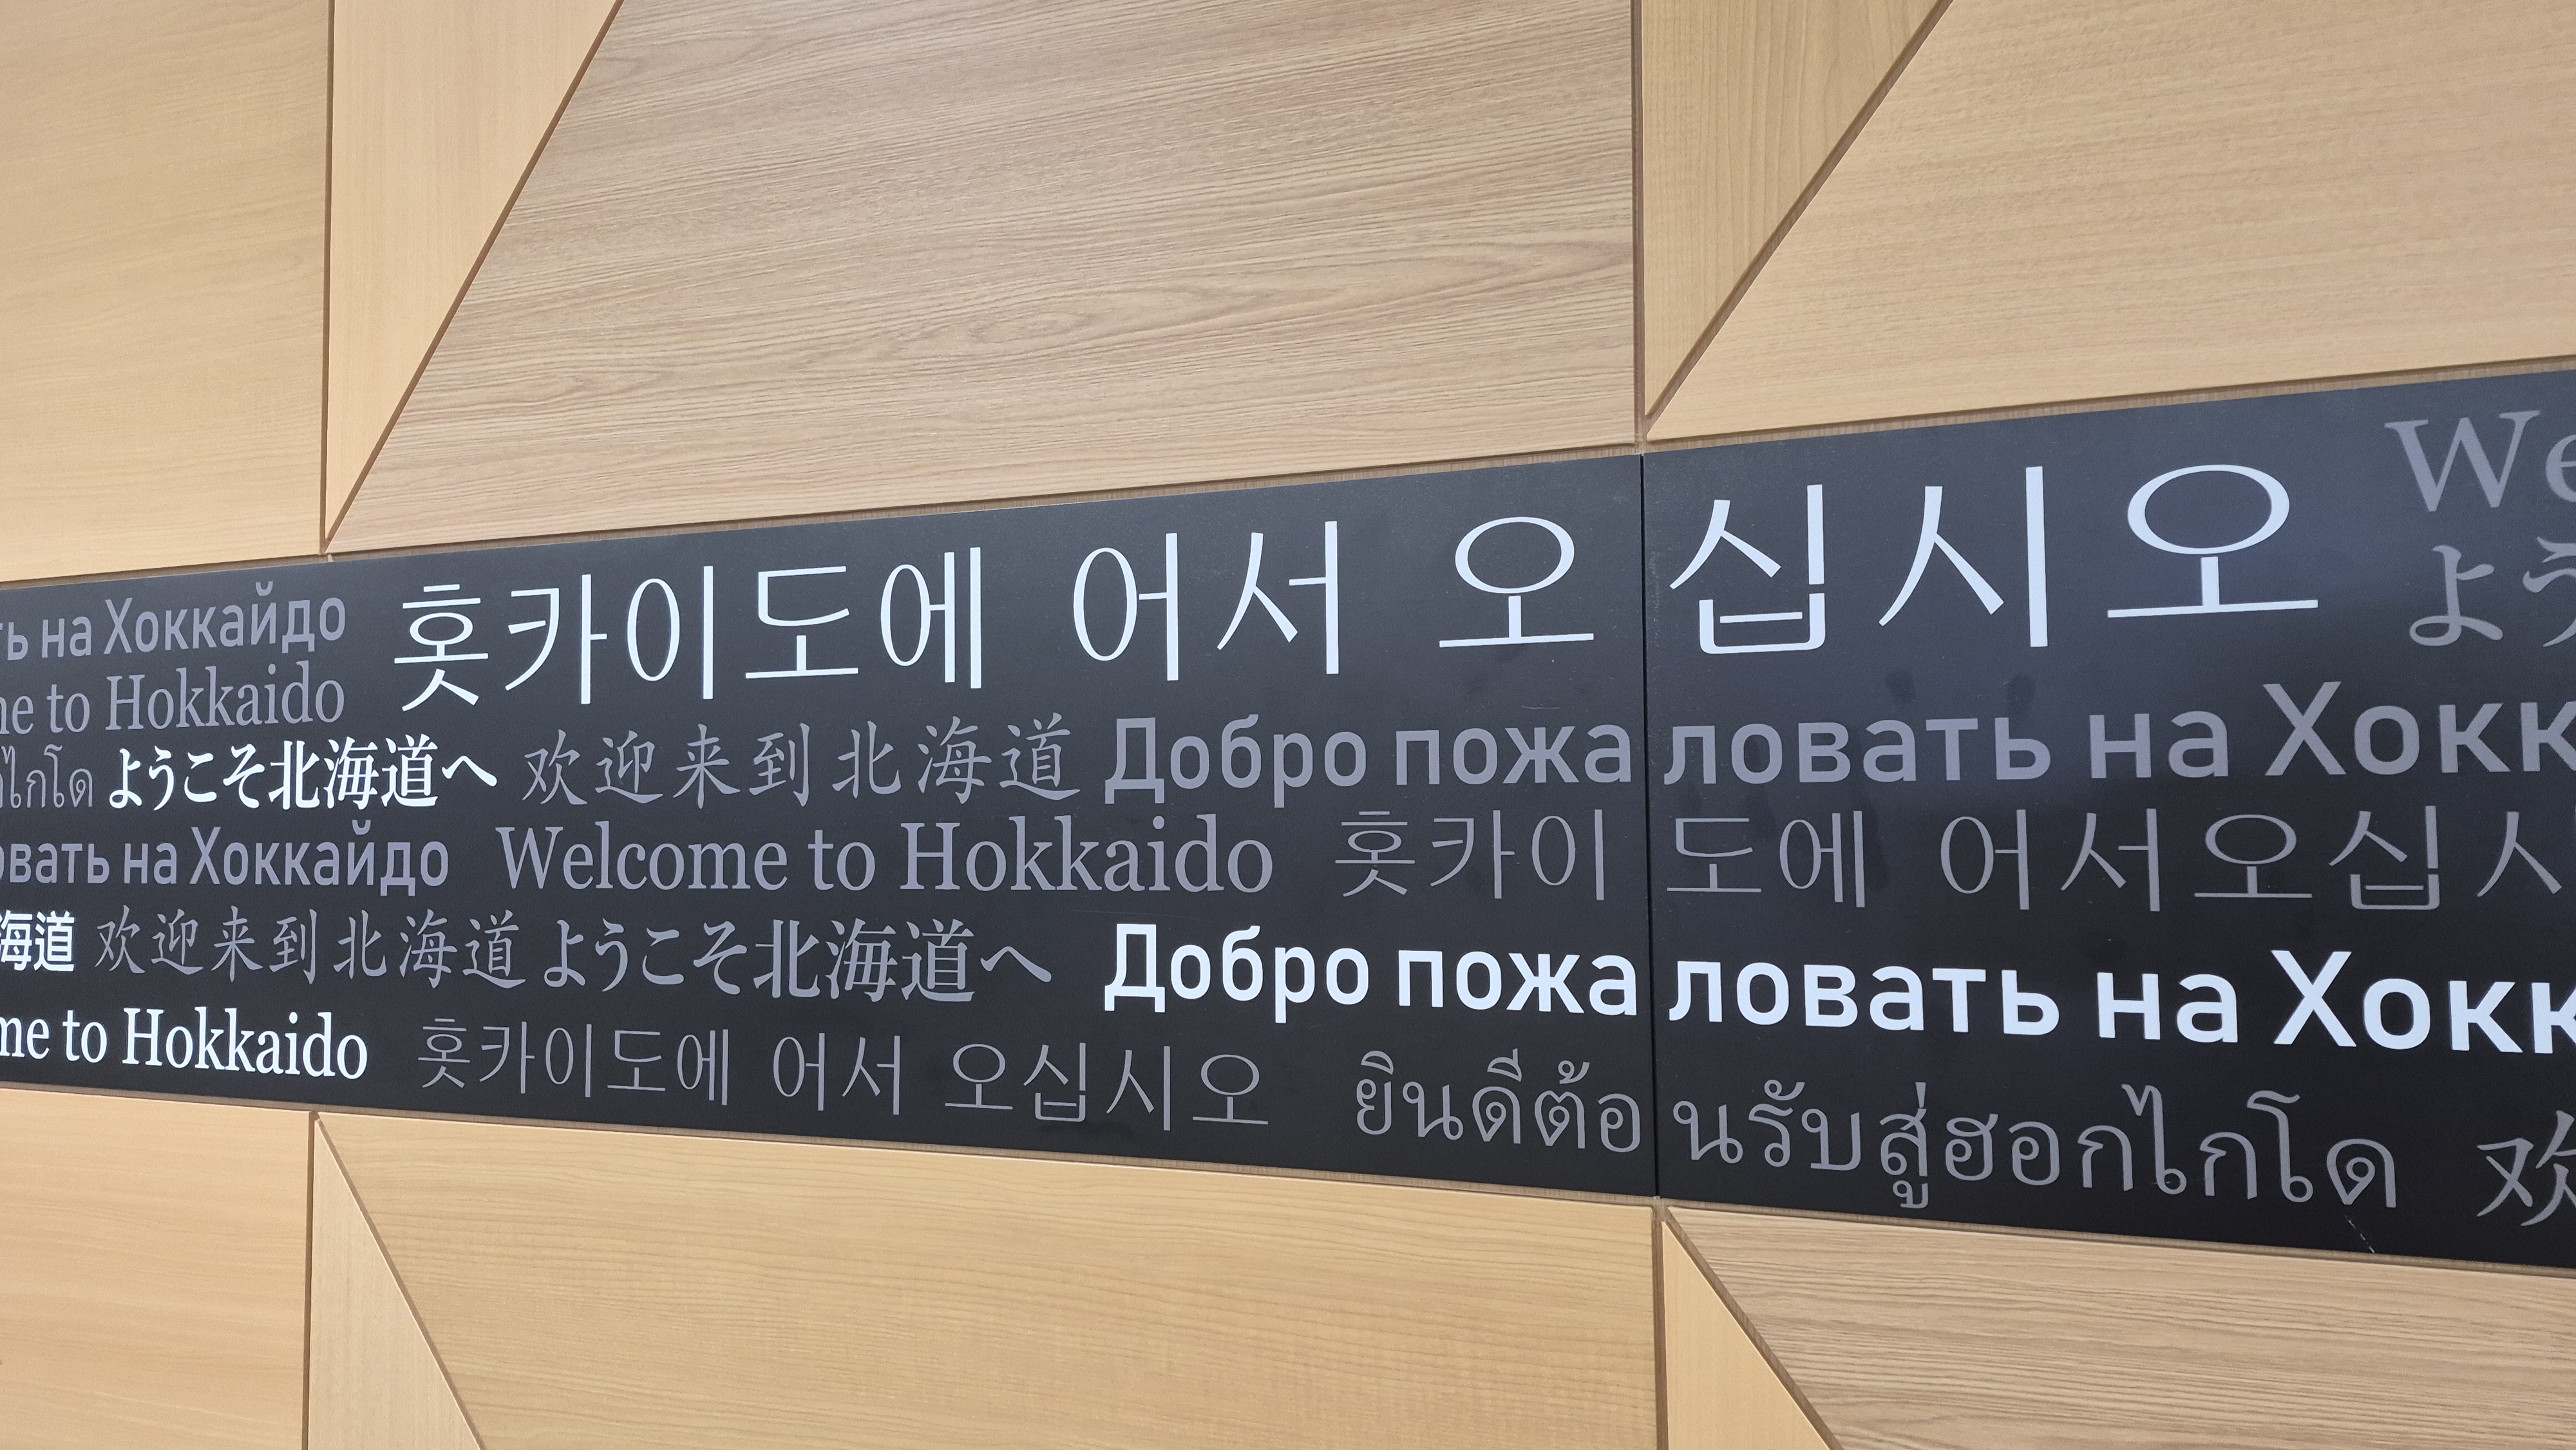 ть на Хоккайдо 홋카이도에 어서 오십시오 We
me to Hokkaido よう
ไกโด ようこそ北海道へ 欢迎来到北海道 Добро пожаловать на Хокк
овать на Хоккайдо Welcome to Hokkaido 홋카이도에 어서오십시
海道 欢迎来到北海道 ようこそ北海道へ Добро пожаловать на Хокк
me to Hokkaido 홋카이도에 어서 오십시오 ยินดีต้อนรับสู่ฮอกไกโด 欢